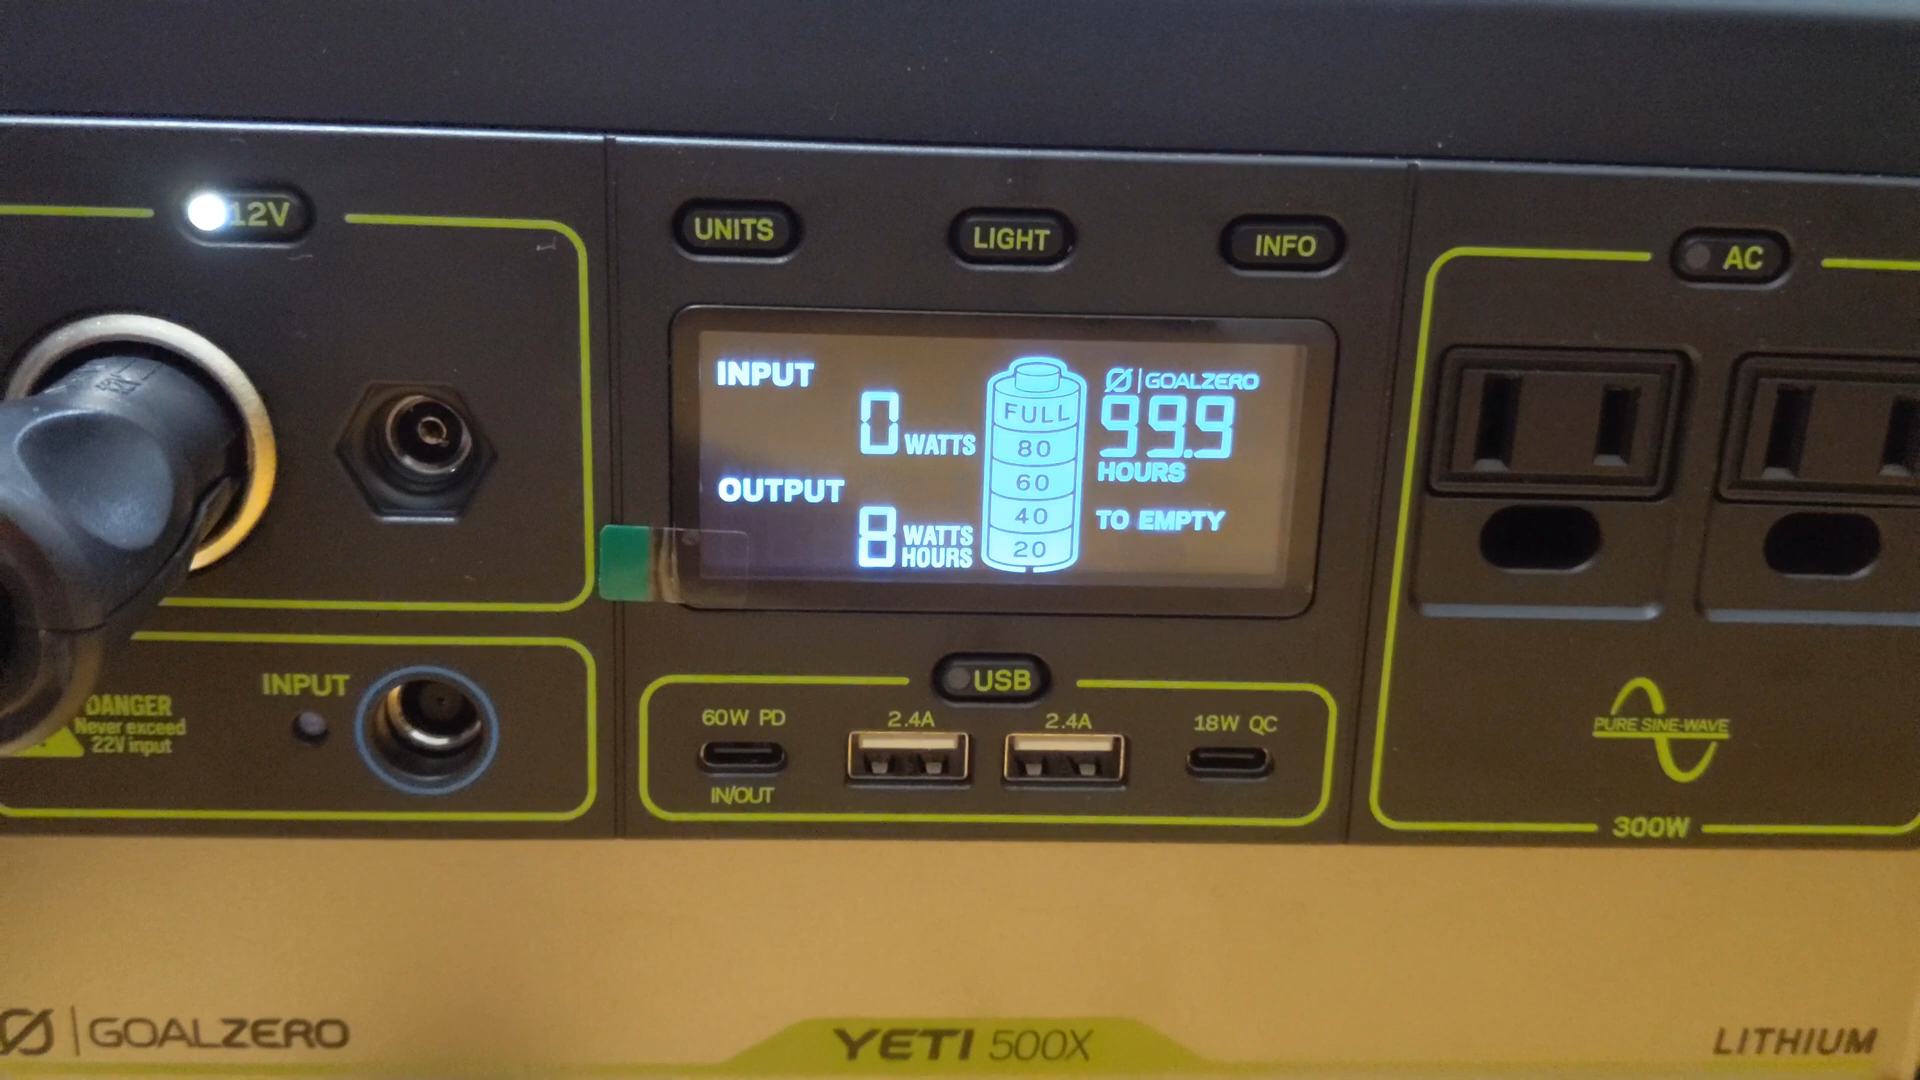 12V
UNITS
LIGHT
INFO
AC
INPUT
0 WATTS
OUTPUT
8 WATTS HOURS
FULL
80
60
40
20
GOALZERO
99.9
HOURS
TO EMPTY
DANGER
Never exceed
22V input
INPUT
USB
60W PD
2.4A
2.4A
18W QC
IN/OUT
PURE SINE-WAVE
300W
GOALZERO
YETI 500X
LITHIUM